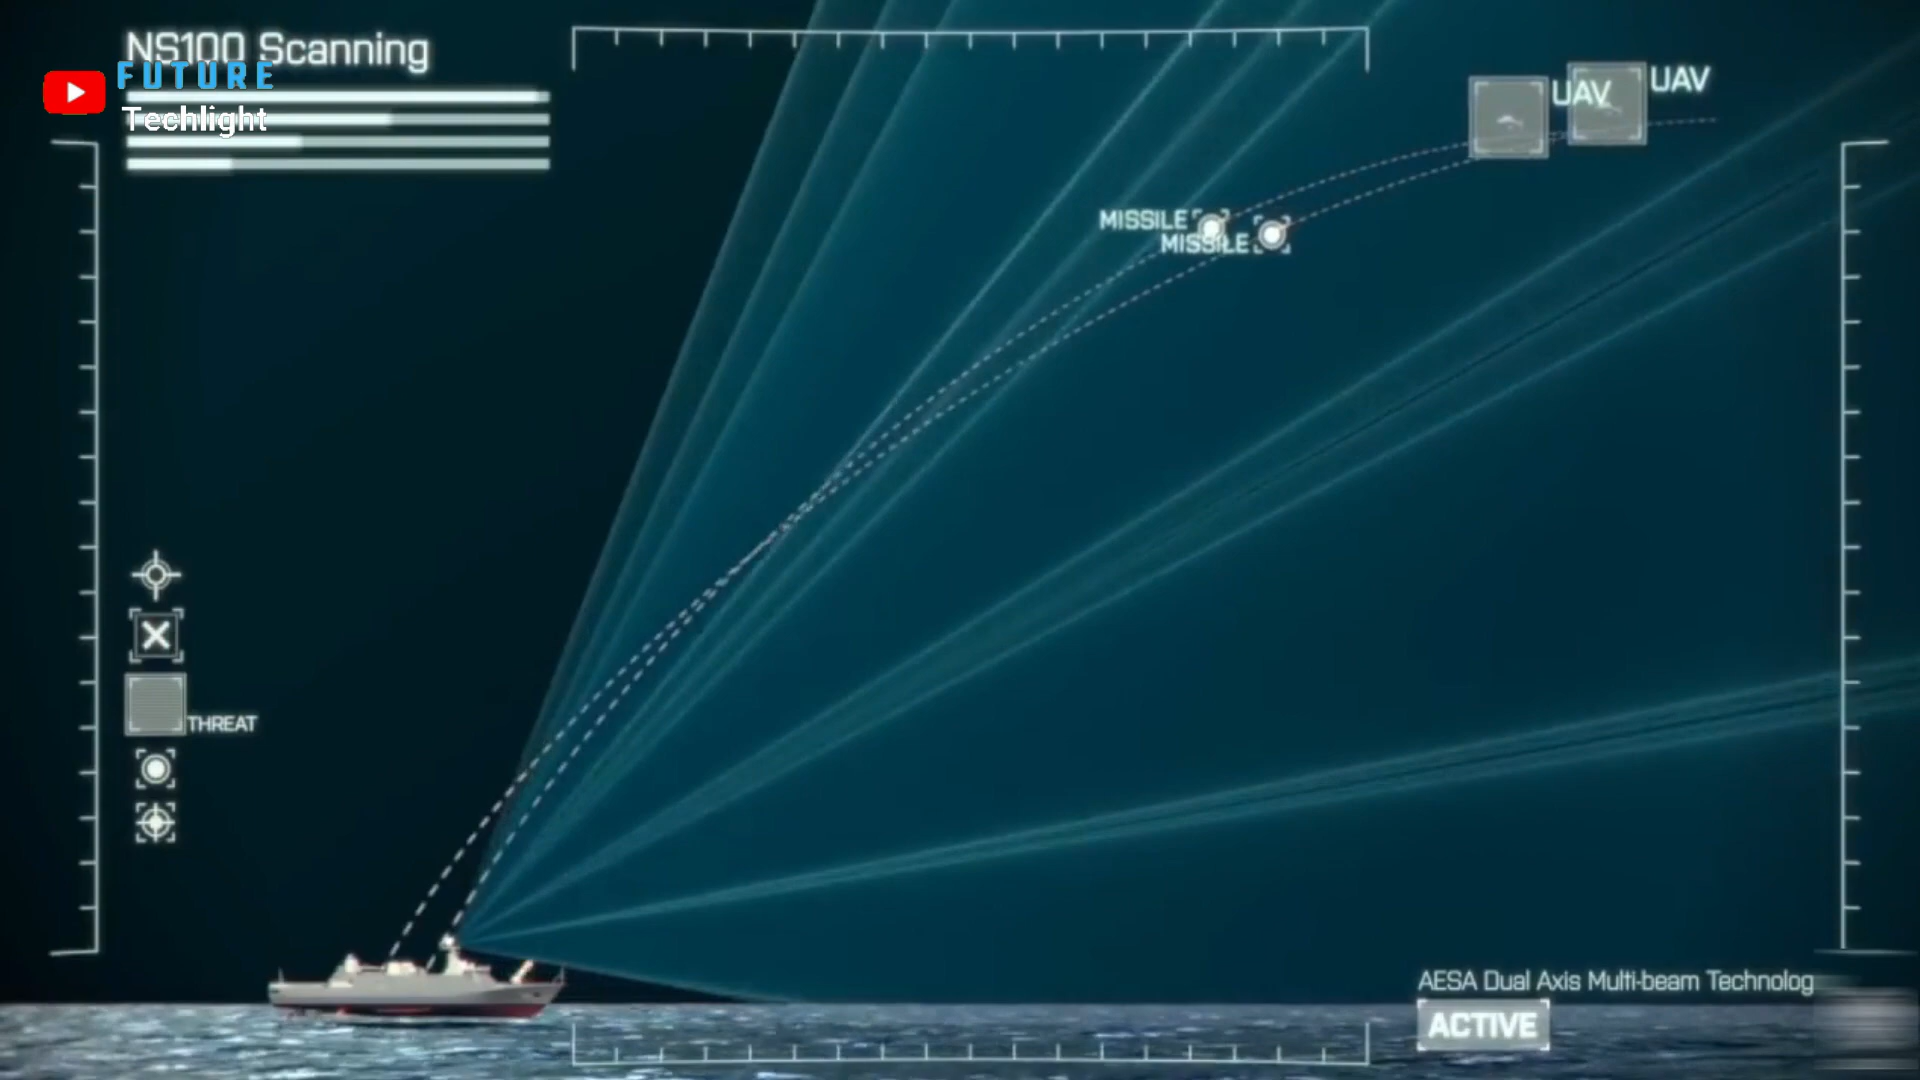 NS100 Scanning
FUTURE
Techlight
UAV
UAV
MISSILE
MISSILE
THREAT
AESA Dual Axis Multi-beam Technolog
ACTIVE